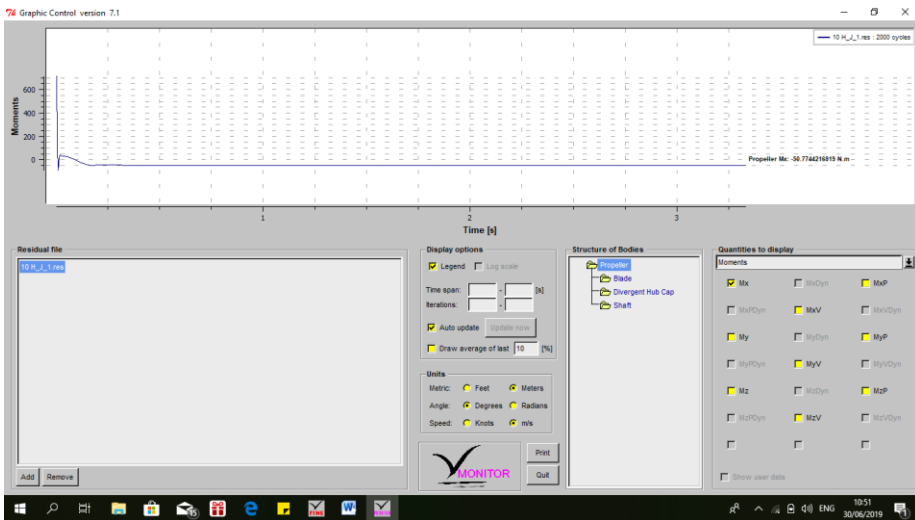 Graphic Control version 7.1
10 H_J_1.res : 2000 cycles
Moments
600
400
200
0
Propeller Mx: -50.7744216919 N.m
1
2
3
Time [s]
Residual file
10 H_J_1.res
Add
Remove
Display options
Legend
Log scale
Time span:
-
[s]
Iterations:
-
Auto update
Update now
Draw average of last
10
[%]
Units
Metric:
Feet
Meters
Angle:
Degrees
Radians
Speed:
Knots
m/s
MONITOR
Print
Quit
Structure of Bodies
Propeller
Blade
Divergent Hub Cap
Shaft
Quantities to display
Moments
Mx
MxDyn
MxP
MxPDyn
MxV
MxVDyn
My
MyDyn
MyP
MyPDyn
MyV
MyVDyn
Mz
MzDyn
MzP
MzPDyn
MzV
MzVDyn
Show user data
ENG
10:51
30/06/2019